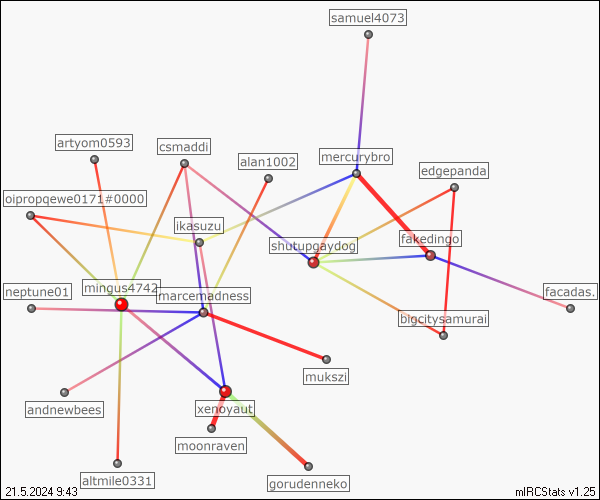 samuel4073
artyom0593
csmaddi
mercurybro
alan1002
edgepanda
oipropqewe0171#0000
ikasuzu
shutupgaydog
fakedingo
mingus4742
neptune01
marcemadness
facadas.
bigcitysamurai
mukszi
andnewbees
xenoyaut
moonraven
altmile0331
gorudenneko
21.5.2024 9:43
mIRCStats v1.25